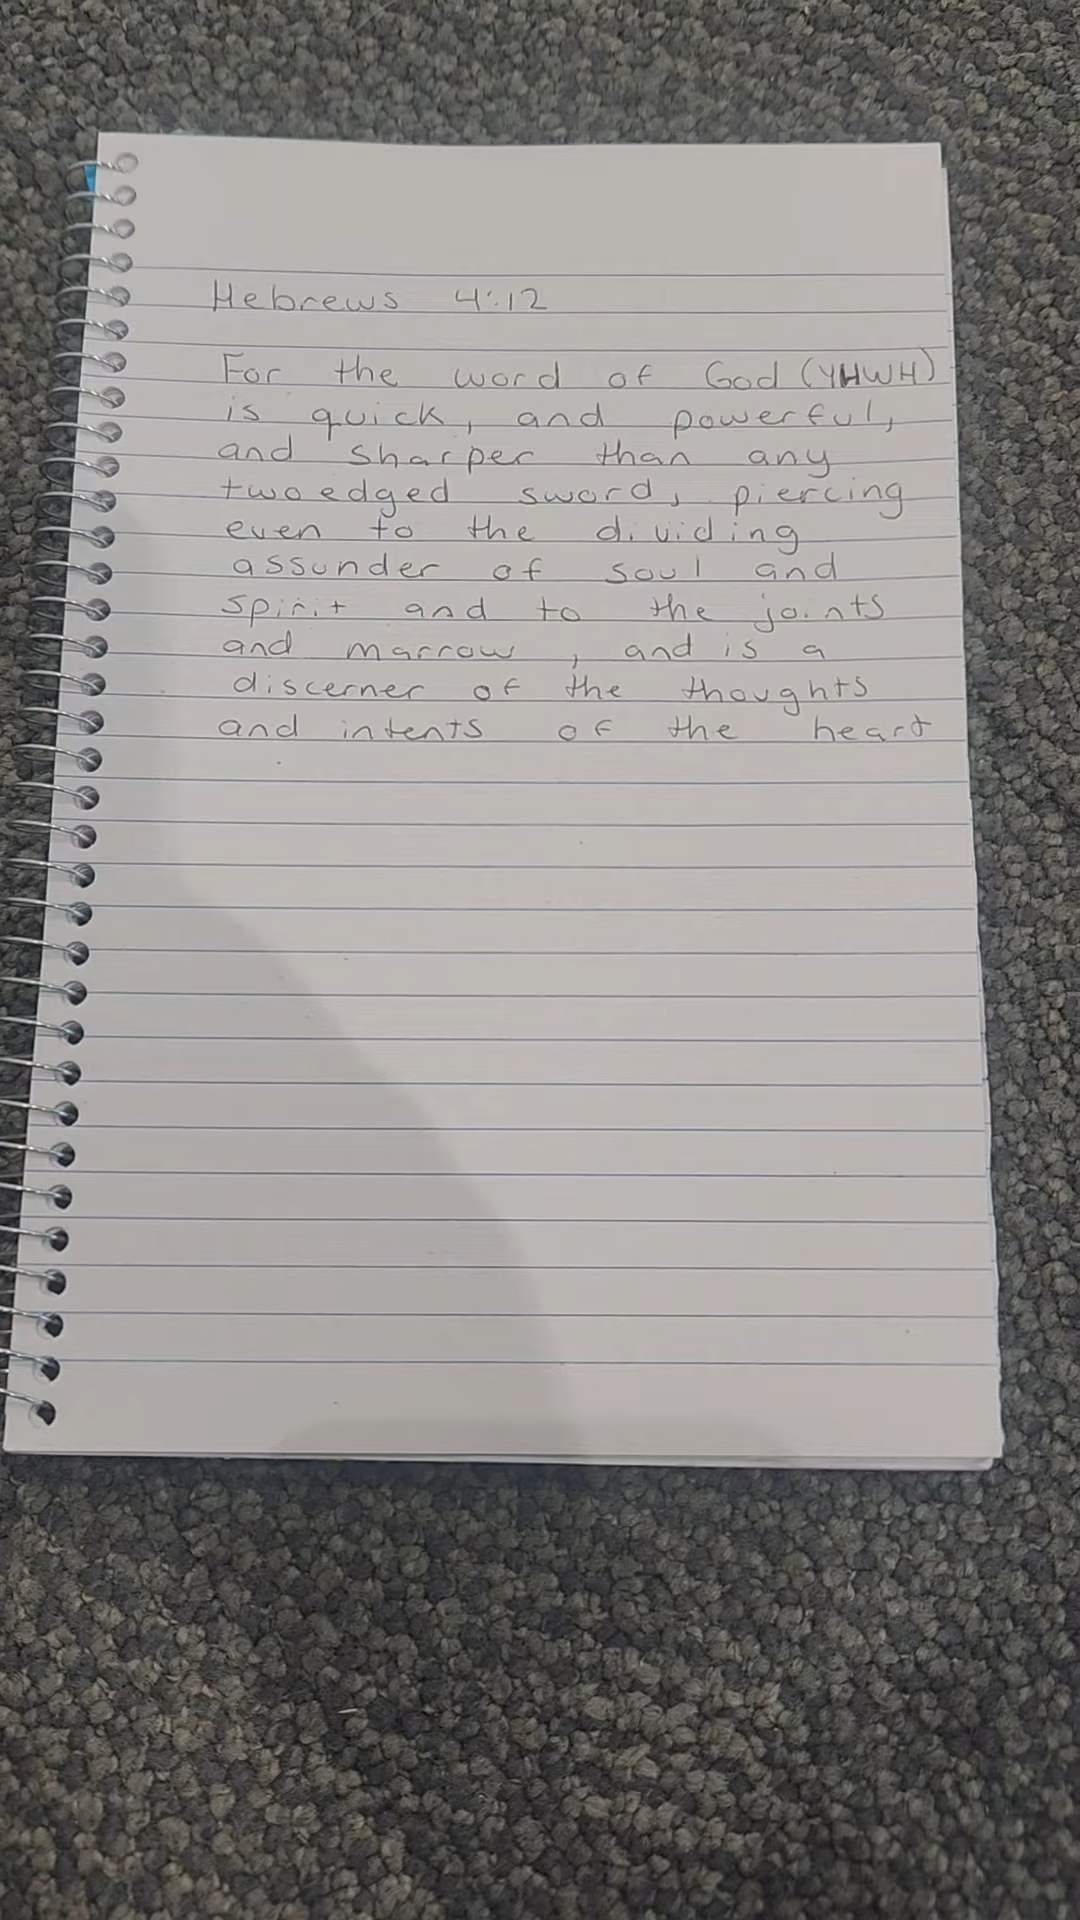 Hebrews 4:12
For the word of God (YHWH)
is quick, and powerful,
and sharper than any
twoedged sword, piercing
even to the dividing
assunder of soul and
spirit and to the joints
and marrow, and is a
discerner of the thoughts
and intents of the heart